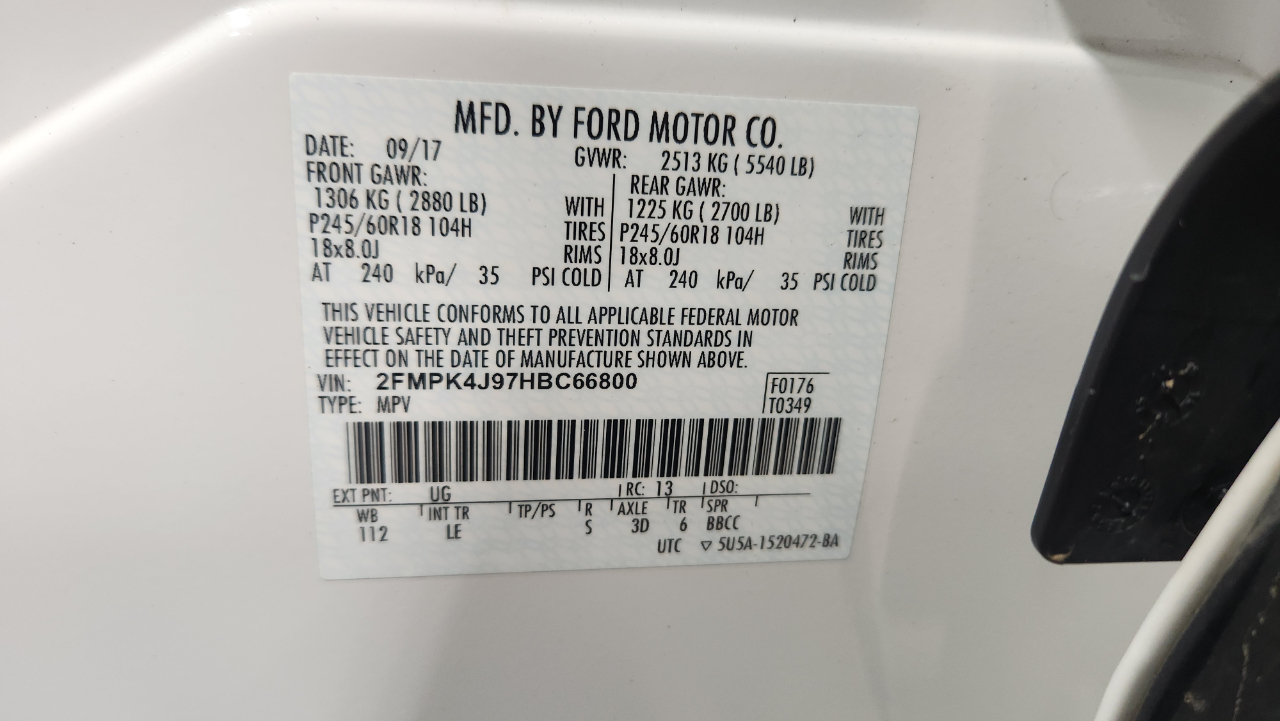 MFD. BY FORD MOTOR CO.
DATE: 09/17 GVWR: 2513 KG ( 5540 LB)
FRONT GAWR: REAR GAWR:
1306 KG ( 2880 LB) WITH 1225 KG ( 2700 LB) WITH
P245/60R18 104H TIRES P245/60R18 104H TIRES
18x8.0J RIMS 18x8.0J RIMS
AT 240 kPa/ 35 PSI COLD AT 240 kPa/ 35 PSI COLD
THIS VEHICLE CONFORMS TO ALL APPLICABLE FEDERAL MOTOR
VEHICLE SAFETY AND THEFT PREVENTION STANDARDS IN
EFFECT ON THE DATE OF MANUFACTURE SHOWN ABOVE.
VIN: 2FMPK4J97HBC66800 F0176
TYPE: MPV T0349
EXT PNT: UG RC: 13 DSO:
WB INT TR TP/PS R AXLE TR SPR
112 LE S 3D 6 BBCC
UTC ▽ 5U5A-1520472-BA